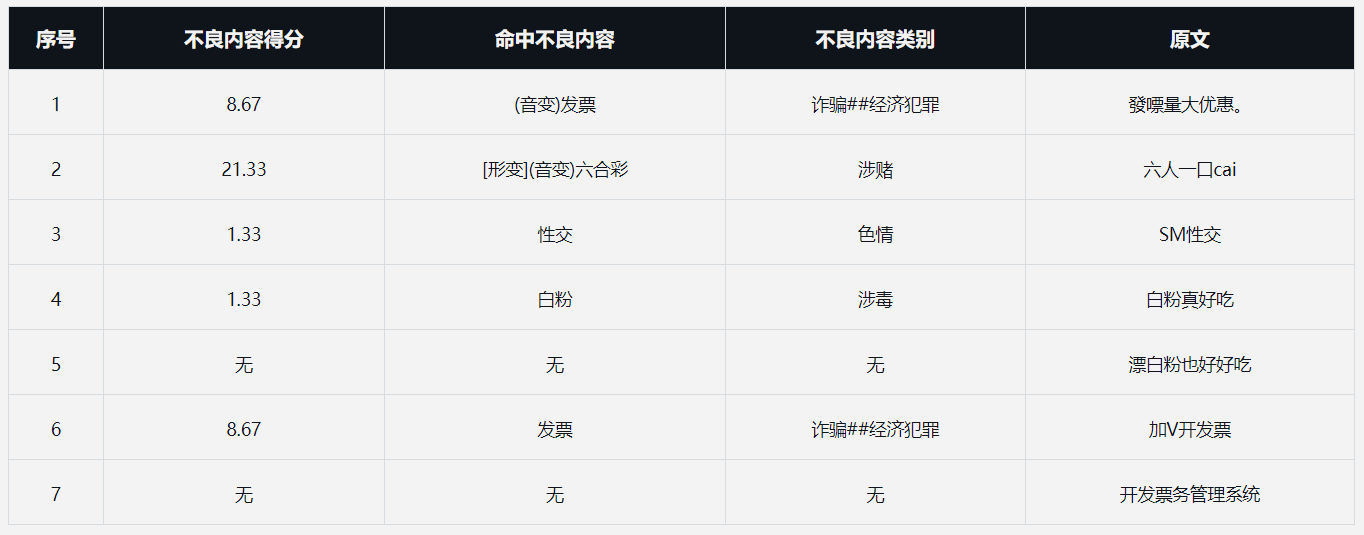 序号 不良内容得分 命中不良内容 不良内容类别 原文
1 8.67 (音变)发票 诈骗##经济犯罪 發嘌量大优惠。
2 21.33 [形变](音变)六合彩 涉赌 六人一口cai
3 1.33 性交 色情 SM性交
4 1.33 白粉 涉毒 白粉真好吃
5 无 无 无 漂白粉也好好吃
6 8.67 发票 诈骗##经济犯罪 加V开发票
7 无 无 无 开发票务管理系统